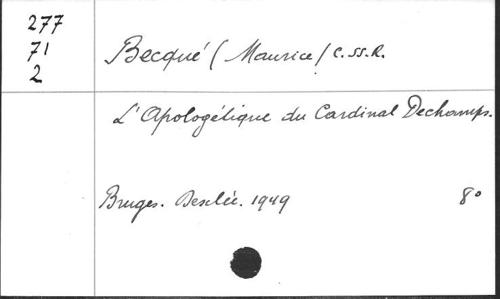 277
71
2
Becqué (Maurice) C.SS.R.
L'Apologétique du Cardinal Dechamps.
Bruges. Desclée. 1949 8°